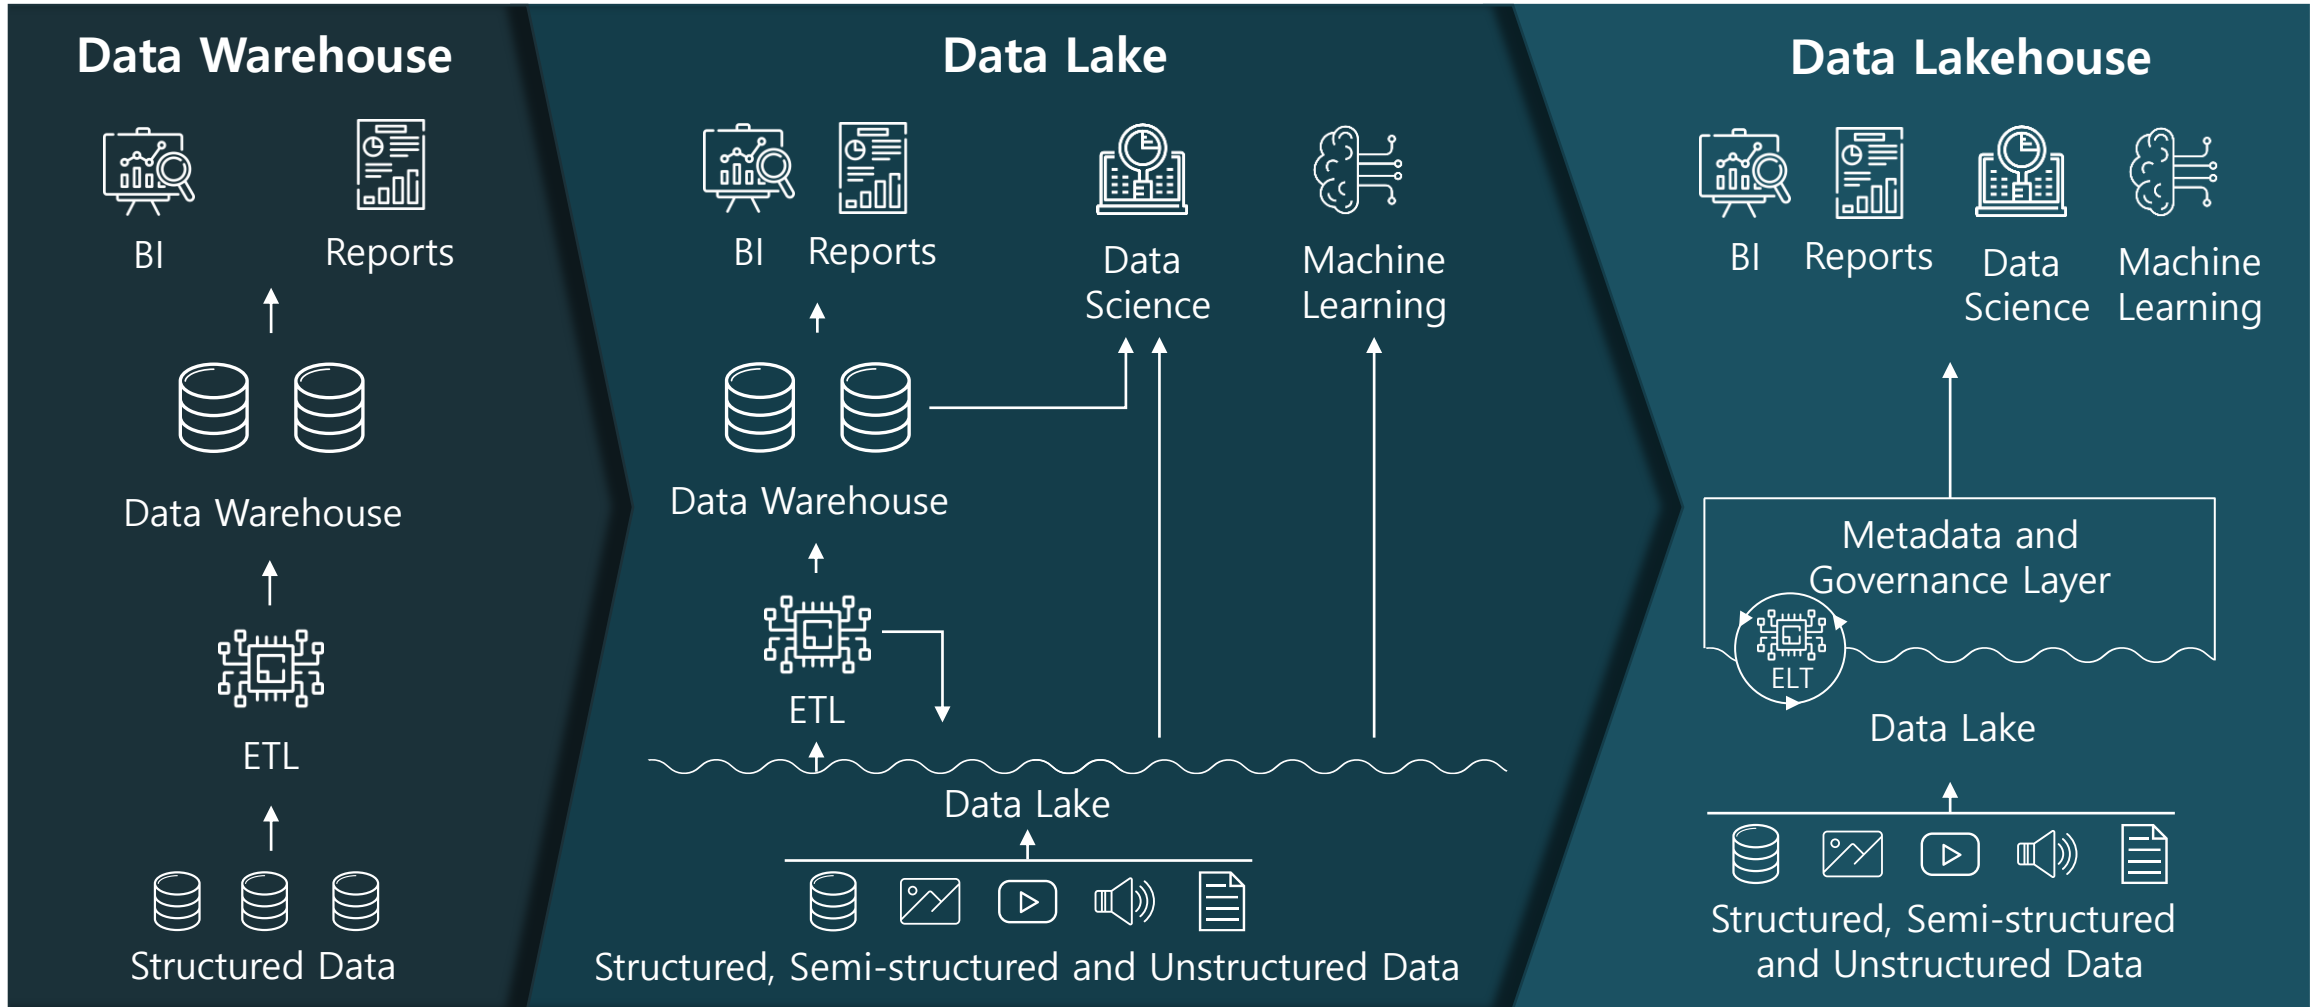 Data Warehouse
BI
Reports
Data Warehouse
ETL
Structured Data
Data Lake
BI
Reports
Data
Science
Machine
Learning
Data Warehouse
ETL
Data Lake
Structured, Semi-structured and Unstructured Data
Data Lakehouse
BI
Reports
Data
Science
Machine
Learning
Metadata and
Governance Layer
ELT
Data Lake
Structured, Semi-structured
and Unstructured Data